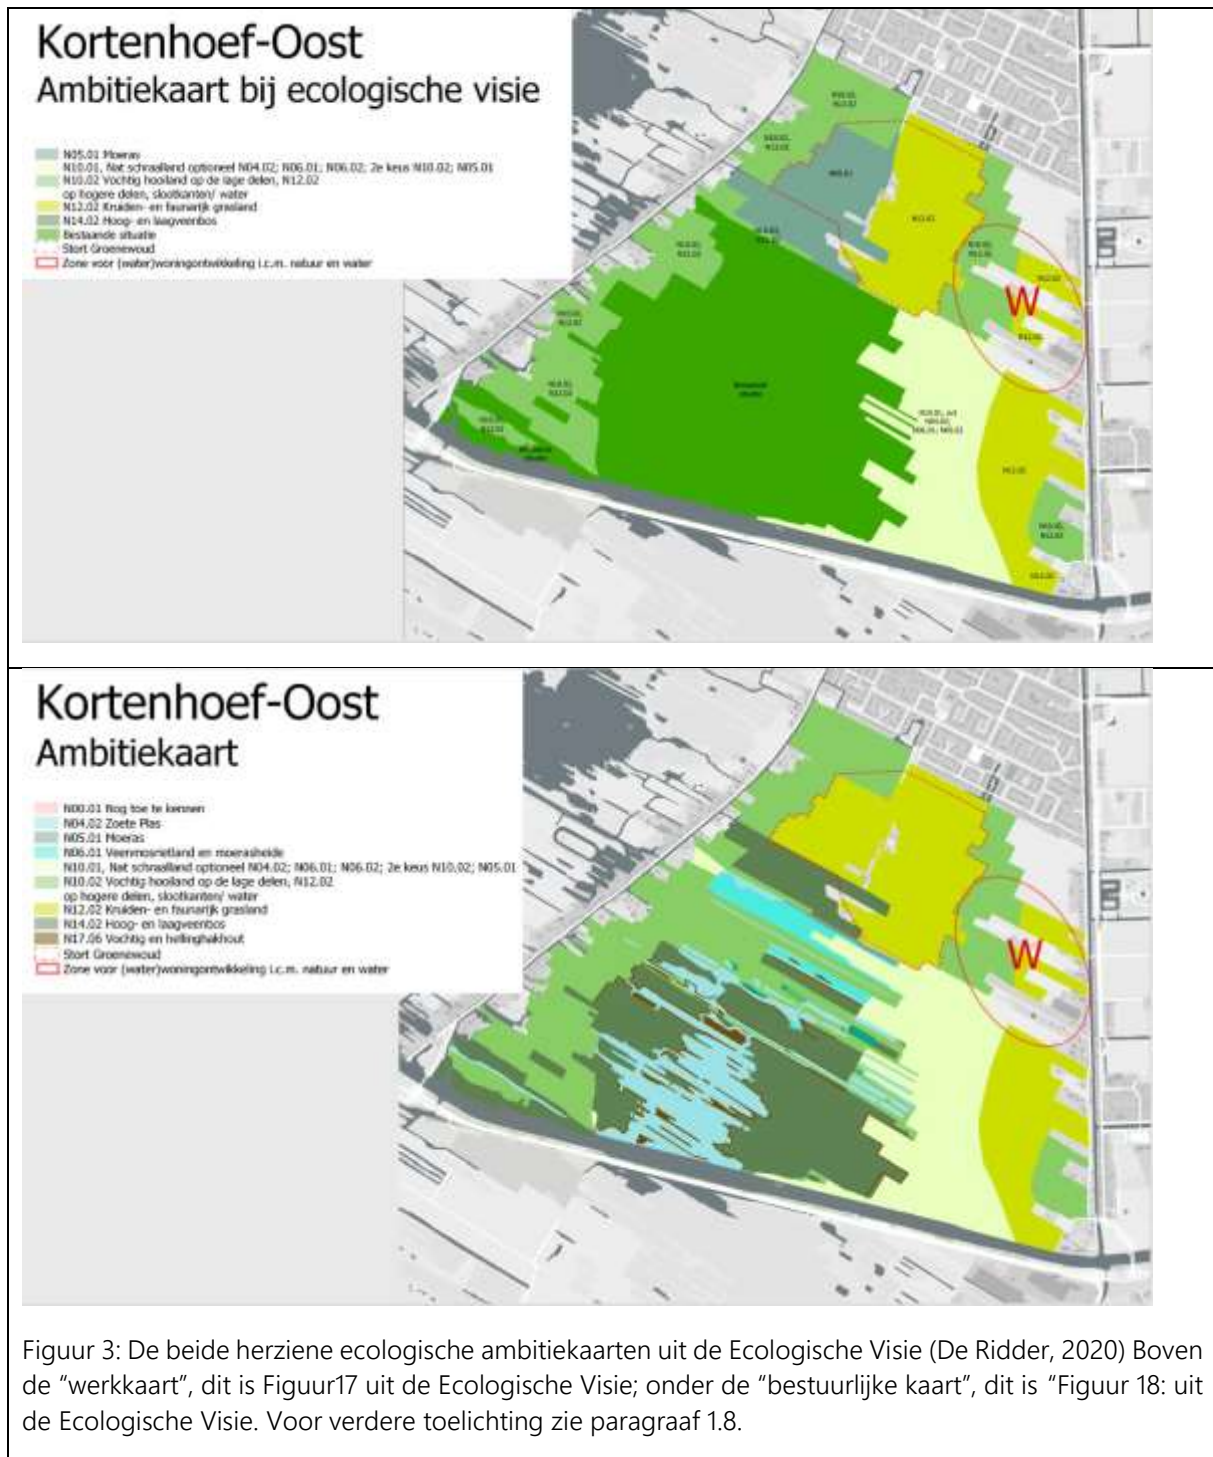 Kortenhoef-Oost
Ambitiekaart bij ecologische visie
N05.01 Moeras
N10.01, Nat schraalland optioneel N04.02; N06.01; N06.02; 2e keus N10.02; N05.01
N10.02 Vochtig hooiland op de lage delen, N12.02
op hogere delen, slootkanten/ water
N12.02 Kruiden- en faunarijk grasland
N14.02 Hoog- en laagveenbos
Bestaande situatie
Stort Groenewoud
Zone voor (water)woningontwikkeling i.c.m. natuur en water
W
Kortenhoef-Oost
Ambitiekaart
N00.01 Nog toe te kennen
N04.02 Zoete Plas
N05.01 Moeras
N06.01 Veenmosrietland en moerasheide
N10.01, Nat schraalland optioneel N04.02; N06.01; N06.02; 2e keus N10.02; N05.01
N10.02 Vochtig hooiland op de lage delen, N12.02
op hogere delen, slootkanten/ water
N12.02 Kruiden- en faunarijk grasland
N14.02 Hoog- en laagveenbos
N17.06 Vochtig en hellinghakhout
Stort Groenewoud
Zone voor (water)woningontwikkeling i.c.m. natuur en water
W
Figuur 3: De beide herziene ecologische ambitiekaarten uit de Ecologische Visie (De Ridder, 2020) Boven
de “werkkaart”, dit is Figuur17 uit de Ecologische Visie; onder de “bestuurlijke kaart”, dit is “Figuur 18: uit
de Ecologische Visie. Voor verdere toelichting zie paragraaf 1.8.